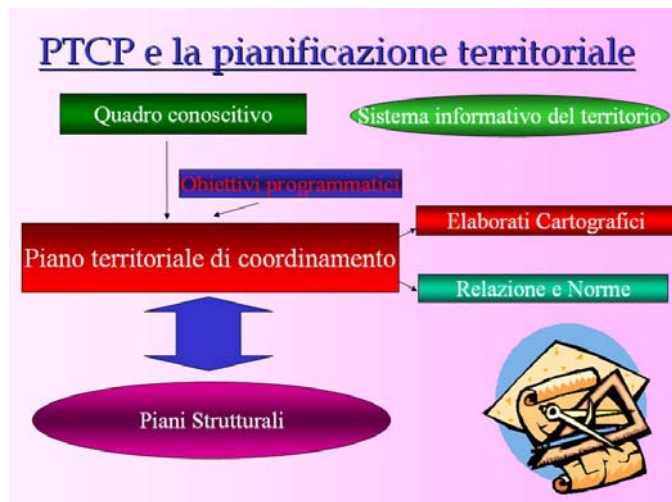 PTCP e la pianificazione territoriale
Quadro conoscitivo
Sistema informativo del territorio
Obiettivi programmatici
Elaborati Cartografici
Piano territoriale di coordinamento
Relazione e Norme
Piani Strutturali